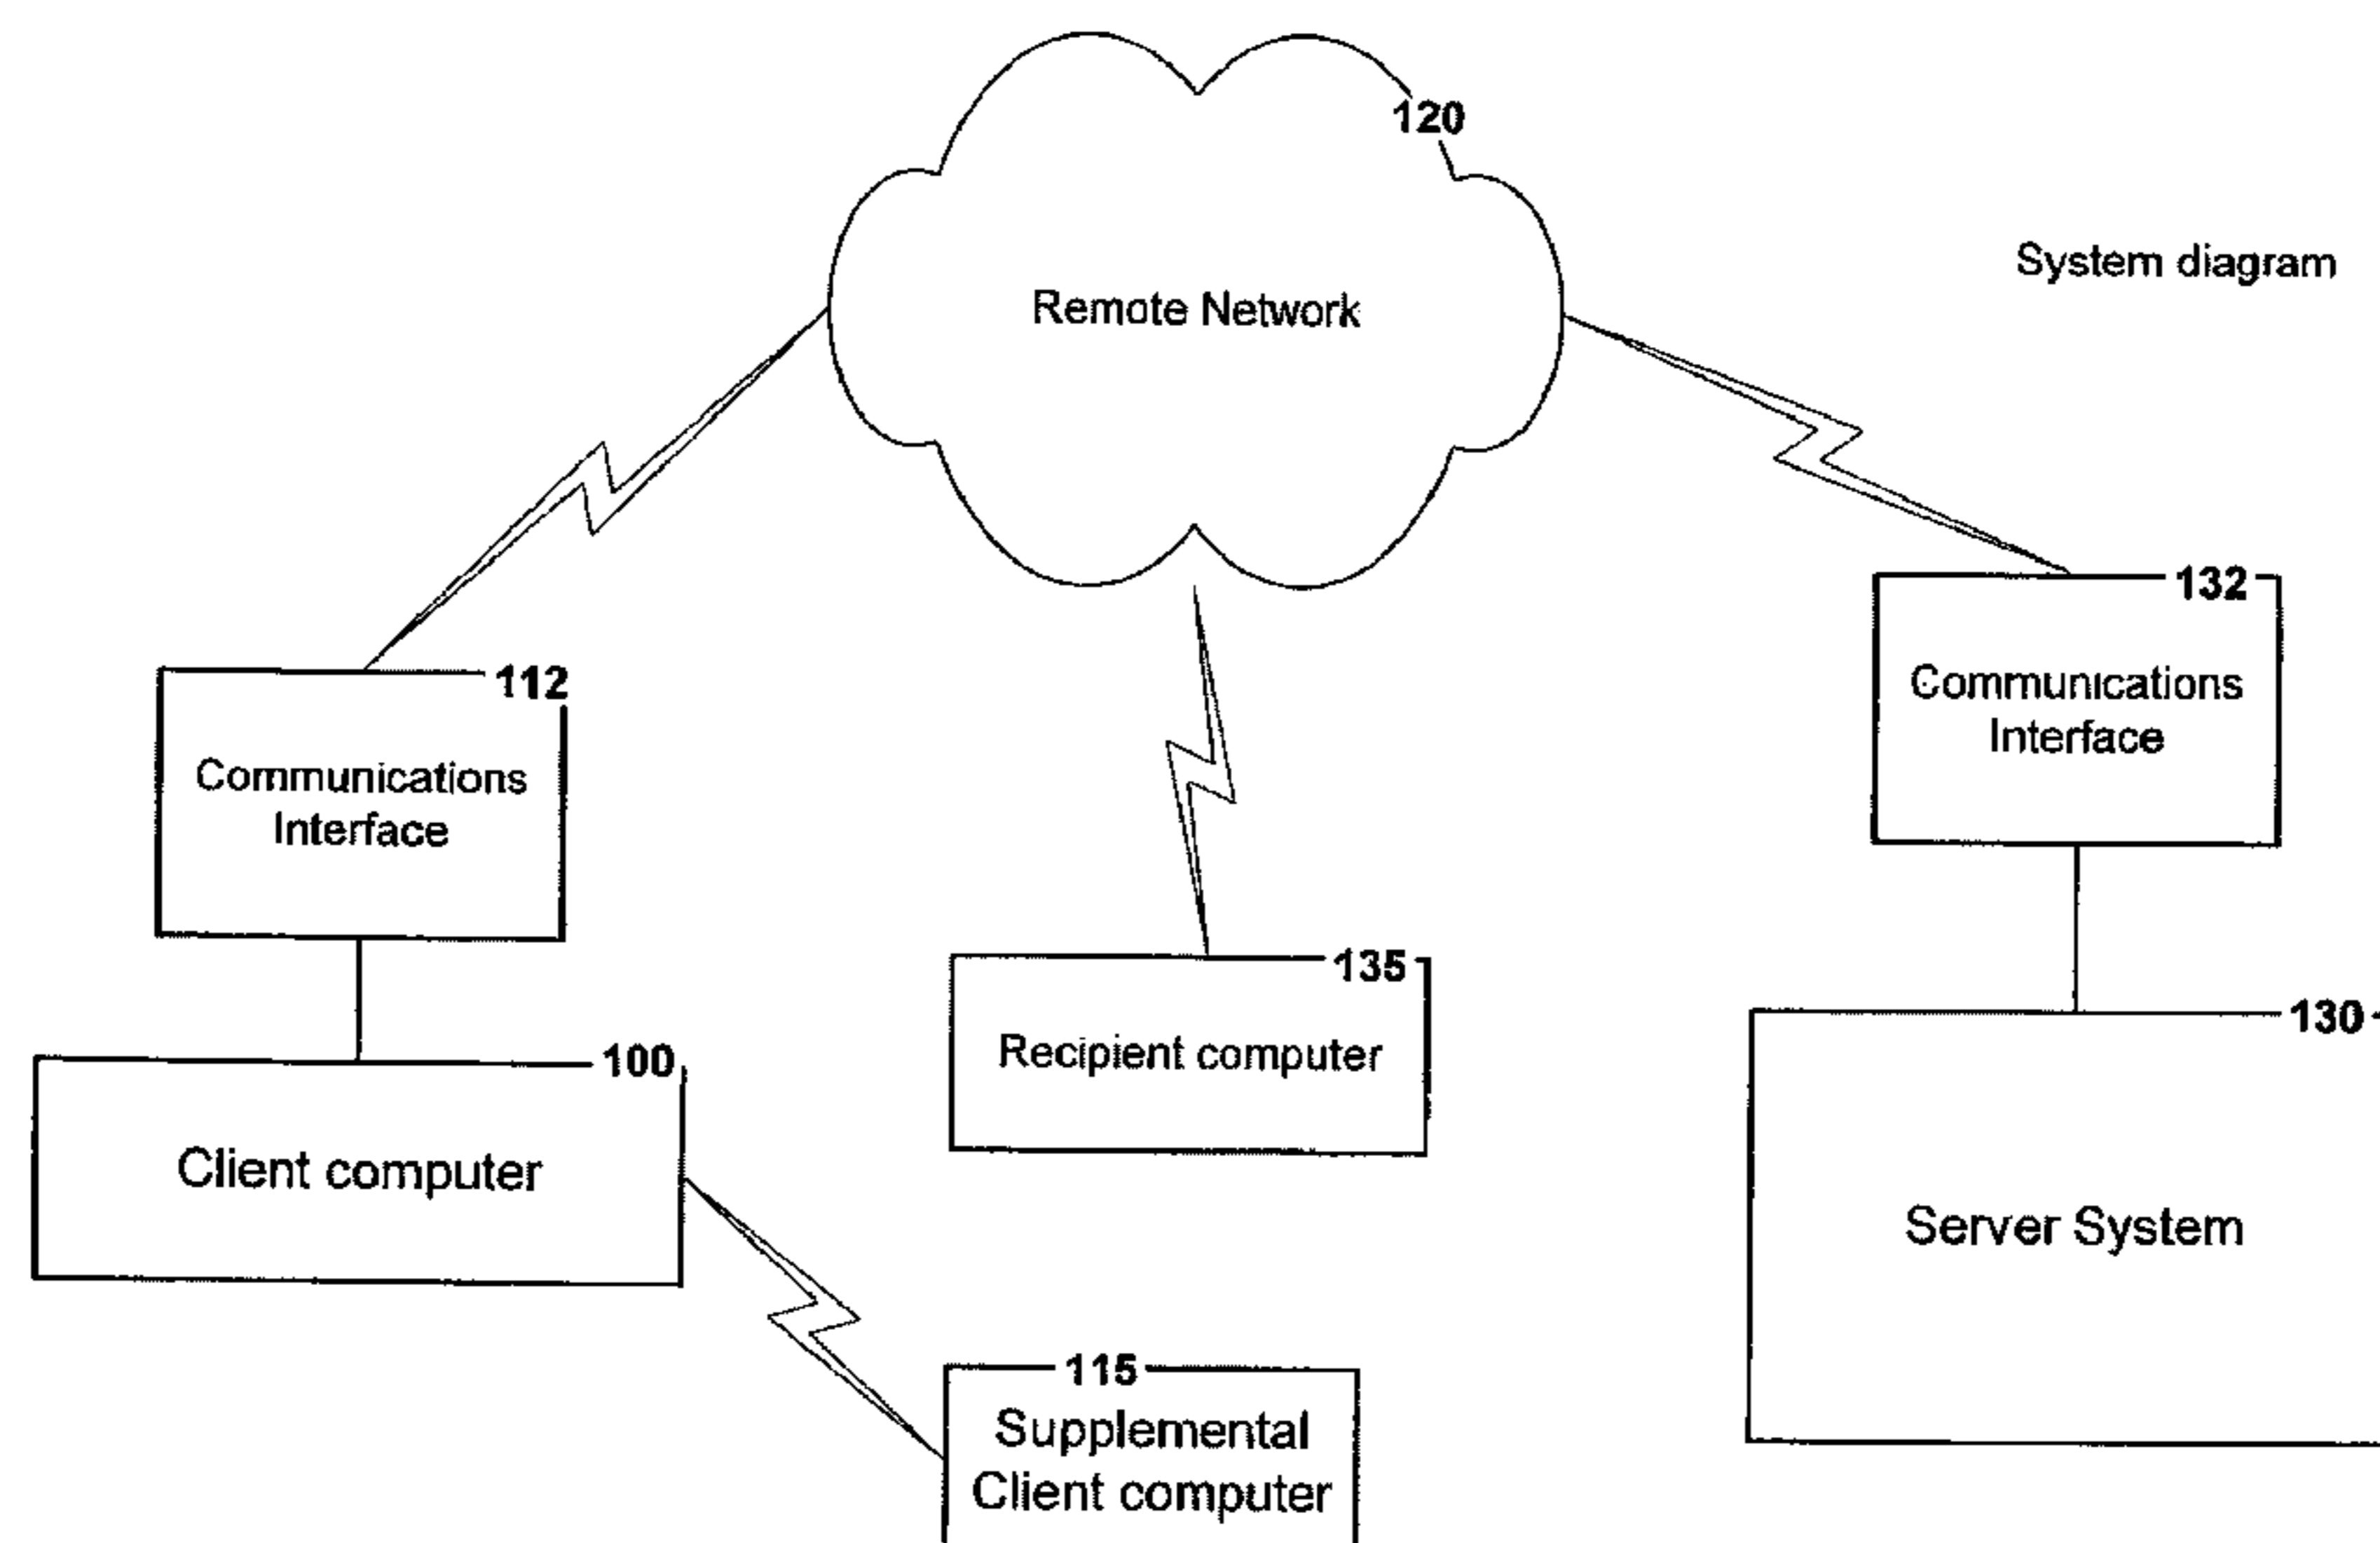 120
System diagram
Remote Network
132
Communications
Interface
112
Communications
Interface
135
Recipient computer
130
Server System
100
Client computer
115
Supplemental
Client computer